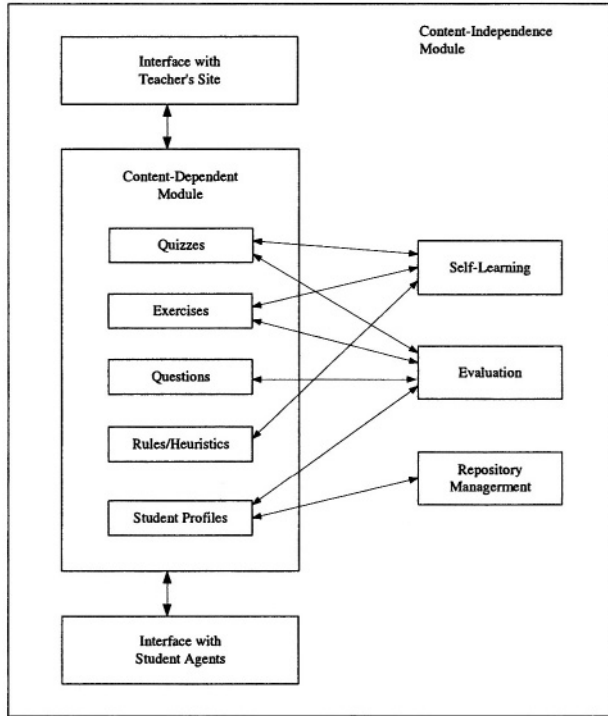 Content-Independence
Module
Interface with
Teacher's Site
Content-Dependent
Module
Quizzes
Self-Learning
Exercises
Evaluation
Questions
Rules/Heuristics
Repository
Managerment
Student Profiles
Interface with
Student Agents